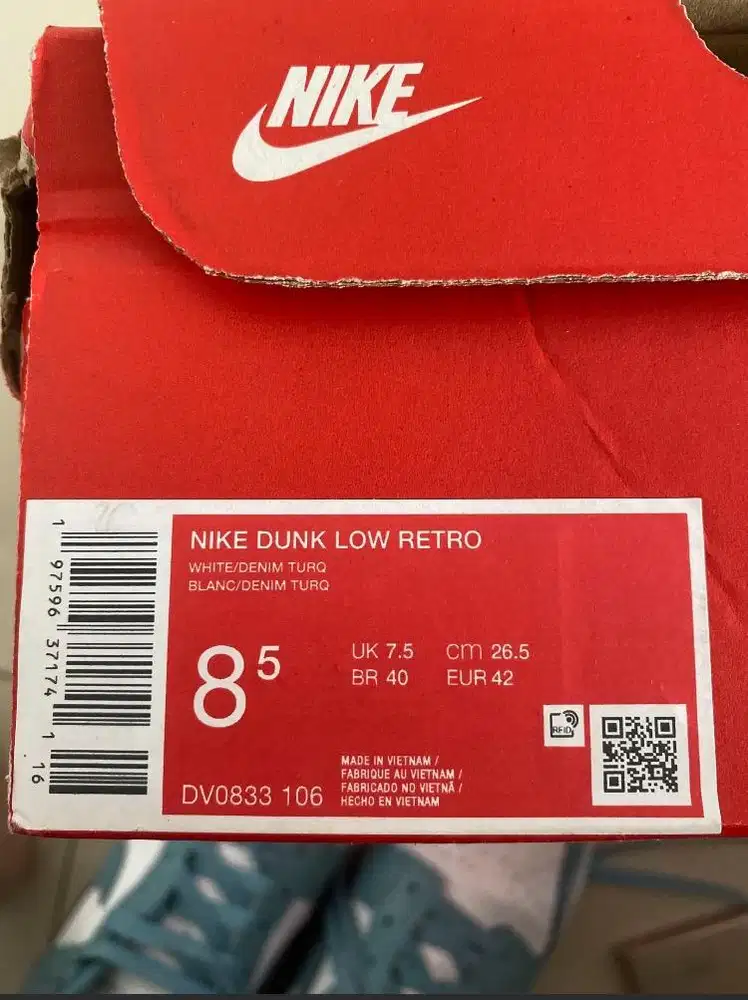 NIKE
NIKE DUNK LOW RETRO
WHITE/DENIM TURQ
BLANC/DENIM TURQ
8⁵
UK 7.5 cm 26.5
BR 40 EUR 42
RFID
DV0833 106
MADE IN VIETNAM /
FABRIQUE AU VIETNAM /
FABRICADO NO VIETNÃ /
HECHO EN VIETNAM
1 97596 37174 1 16